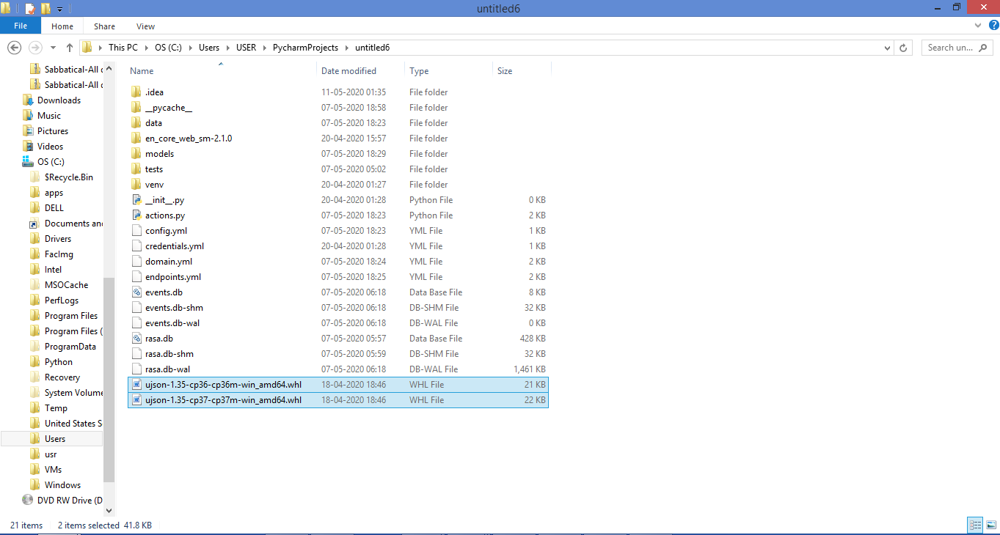 untitled6
File Home Share View
This PC OS (C:) Users USER PycharmProjects untitled6 Search un...
Sabbatical-All c
Sabbatical-All c
Downloads
Music
Pictures
Videos
OS (C:)
$Recycle.Bin
apps
DELL
Documents and
Drivers
FacImg
Intel
MSOCache
PerfLogs
Program Files
Program Files (
ProgramData
Python
Recovery
System Volume
Temp
United States S
Users
usr
VMs
Windows
DVD RW Drive (D
Name Date modified Type Size
.idea 11-05-2020 01:35 File folder
__pycache__ 07-05-2020 18:58 File folder
data 07-05-2020 18:23 File folder
en_core_web_sm-2.1.0 20-04-2020 15:57 File folder
models 07-05-2020 18:29 File folder
tests 07-05-2020 05:02 File folder
venv 20-04-2020 01:27 File folder
__init__.py 20-04-2020 01:28 Python File 0 KB
actions.py 07-05-2020 18:23 Python File 2 KB
config.yml 07-05-2020 18:23 YML File 1 KB
credentials.yml 20-04-2020 01:28 YML File 1 KB
domain.yml 07-05-2020 18:24 YML File 2 KB
endpoints.yml 07-05-2020 18:25 YML File 2 KB
events.db 07-05-2020 06:18 Data Base File 8 KB
events.db-shm 07-05-2020 06:18 DB-SHM File 32 KB
events.db-wal 07-05-2020 06:18 DB-WAL File 0 KB
rasa.db 07-05-2020 05:57 Data Base File 428 KB
rasa.db-shm 07-05-2020 05:59 DB-SHM File 32 KB
rasa.db-wal 07-05-2020 06:18 DB-WAL File 1,461 KB
ujson-1.35-cp36-cp36m-win_amd64.whl 18-04-2020 18:46 WHL File 21 KB
ujson-1.35-cp37-cp37m-win_amd64.whl 18-04-2020 18:46 WHL File 22 KB
21 items 2 items selected 41.8 KB